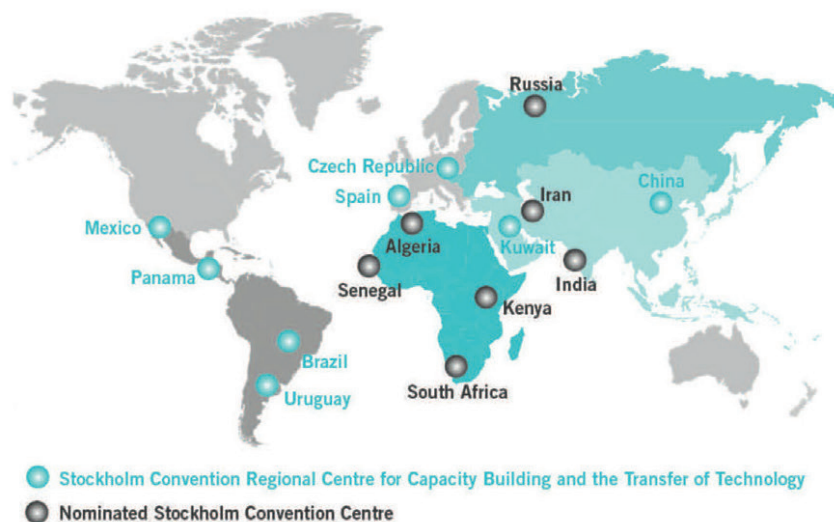 Russia
Czech Republic
China
Spain
Iran
Mexico
Algeria
Kuwait
Panama
Senegal
India
Kenya
Brazil
South Africa
Uruguay
Stockholm Convention Regional Centre for Capacity Building and the Transfer of Technology
Nominated Stockholm Convention Centre